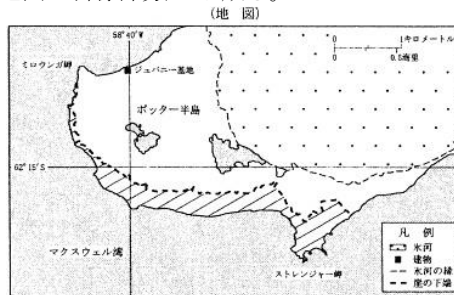 (地 図)
58°40′W
1キロメートル
0
0.5海里
ミロウンガ岬
ジュバニー基地
ポッター半島
62°15′S
マクスウェル湾
ストレンジャー岬
凡 例
氷河
建物
氷河の縁
崖の下端